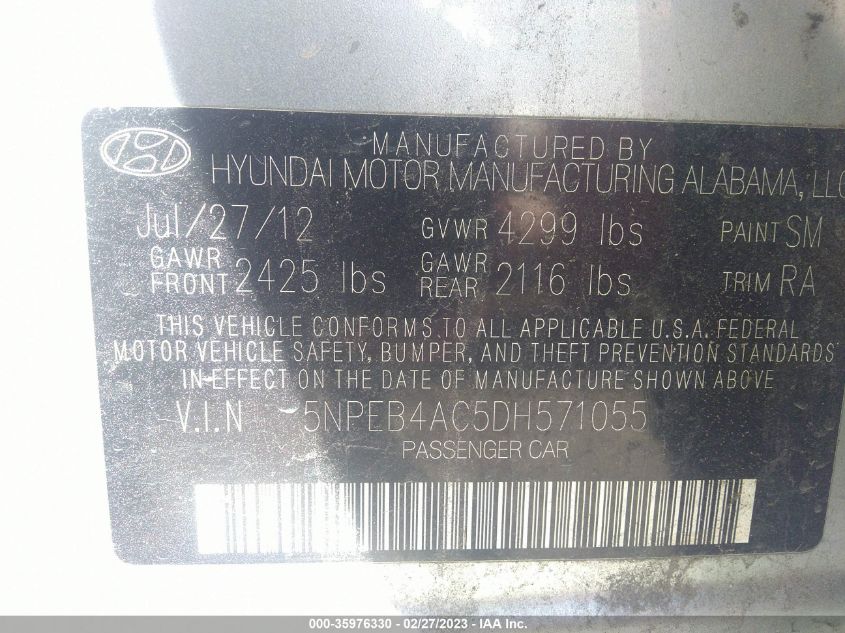 MANUFACTURED BY
HYUNDAI MOTOR MANUFACTURING ALABAMA, LLC
Jul/27/12 GVWR 4299 lbs PAINT SM
GAWR FRONT 2425 lbs GAWR REAR 2116 lbs TRIM RA
THIS VEHICLE CONFORMS TO ALL APPLICABLE U.S.A. FEDERAL
MOTOR VEHICLE SAFETY, BUMPER, AND THEFT PREVENTION STANDARDS
IN EFFECT ON THE DATE OF MANUFACTURE SHOWN ABOVE
V.I.N 5NPEB4AC5DH571055
PASSENGER CAR
000-35976330 - 02/27/2023 - IAA Inc.